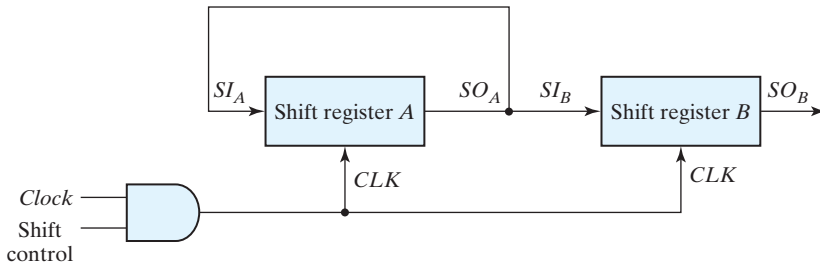 SI_A
Shift register A
SO_A
SI_B
Shift register B
SO_B
CLK
CLK
Clock
Shift
control